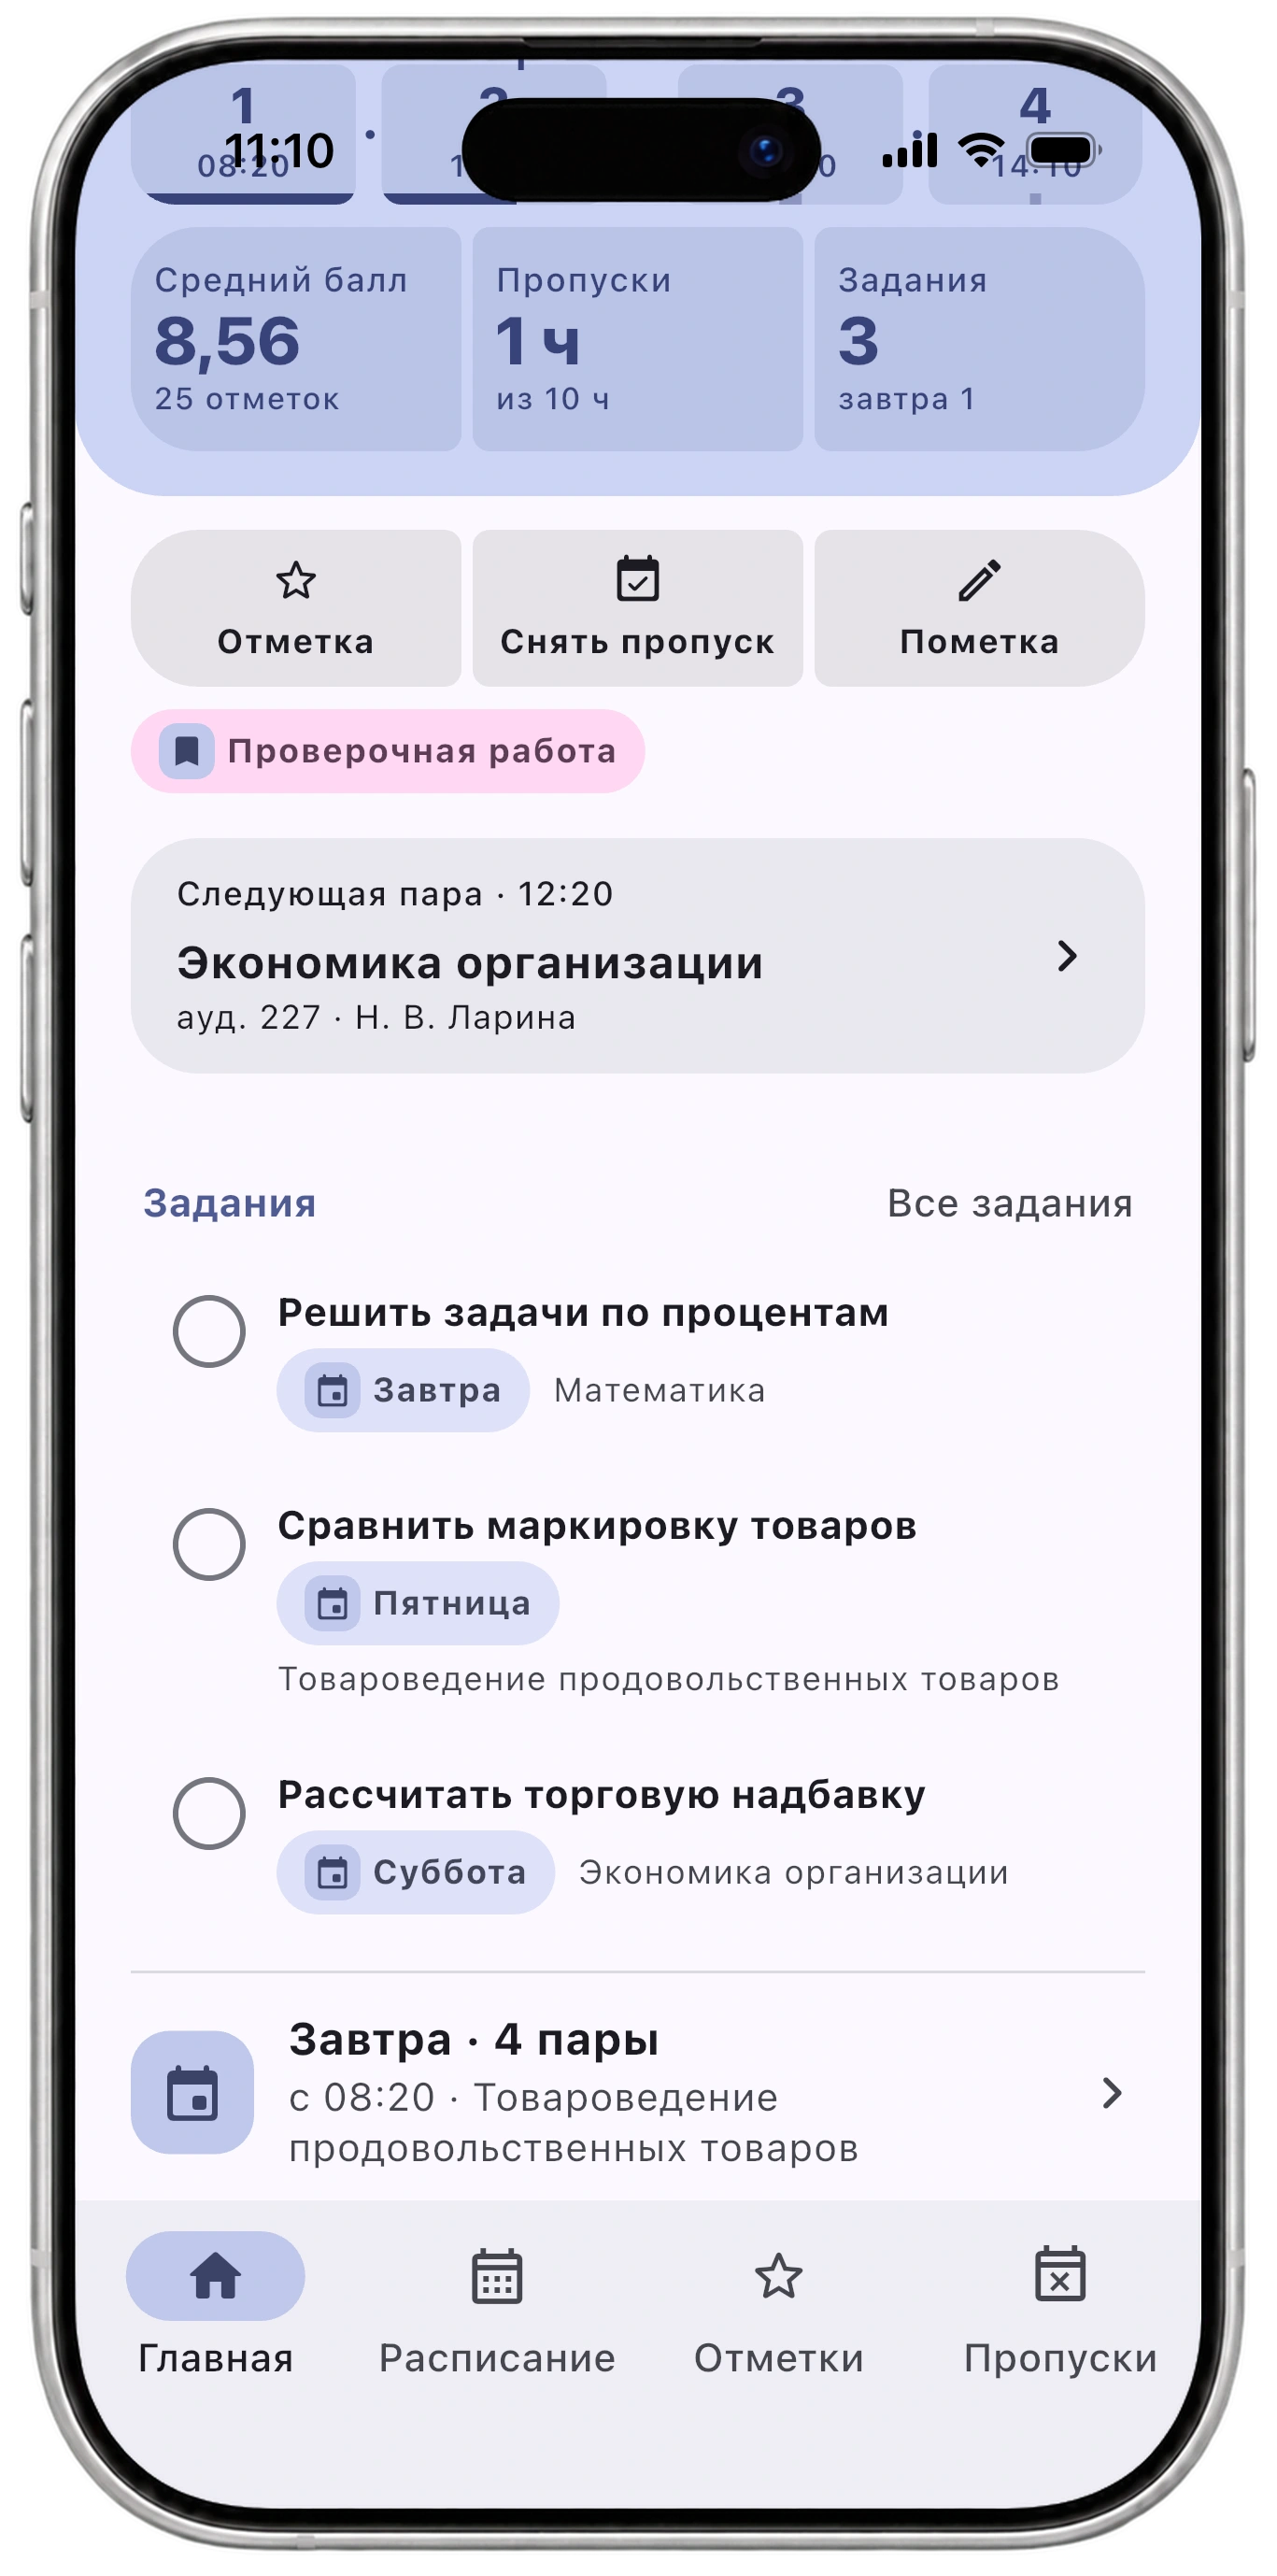 1
3
4
11:10
08:20
14:10
Средний балл
Пропуски
Задания
8,56
1 ч
3
25 отметок
из 10 ч
завтра 1
Отметка
Снять пропуск
Пометка
Проверочная работа
Следующая пара · 12:20
Экономика организации
ауд. 227 · Н. В. Ларина
Задания
Все задания
Решить задачи по процентам
Завтра
Математика
Сравнить маркировку товаров
Пятница
Товароведение продовольственных товаров
Рассчитать торговую надбавку
Суббота
Экономика организации
Завтра · 4 пары
с 08:20 · Товароведение
продовольственных товаров
Главная
Расписание
Отметки
Пропуски